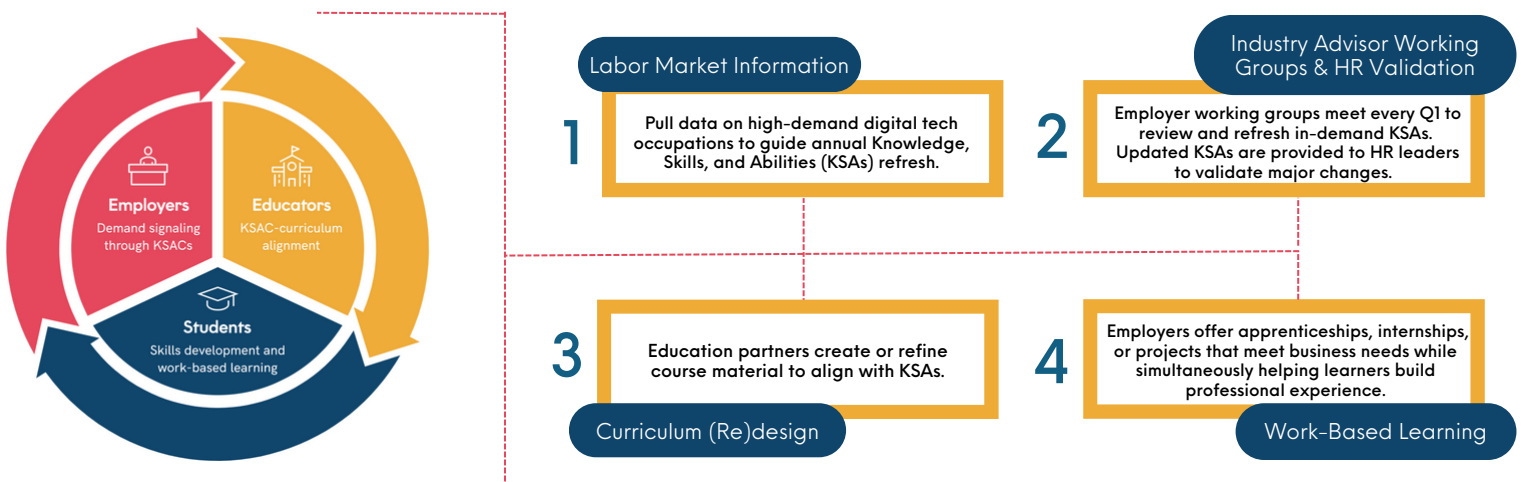 Employers
Demand signaling
through KSACs
Educators
KSAC-curriculum
alignment
Students
Skills development and
work-based learning
Labor Market Information
1
Pull data on high-demand digital tech
occupations to guide annual Knowledge,
Skills, and Abilities (KSAs) refresh.
Industry Advisor Working
Groups & HR Validation
2
Employer working groups meet every Q1 to
review and refresh in-demand KSAs.
Updated KSAs are provided to HR leaders
to validate major changes.
3
Education partners create or refine
course material to align with KSAs.
Curriculum (Re)design
4
Employers offer apprenticeships, internships,
or projects that meet business needs while
simultaneously helping learners build
professional experience.
Work-Based Learning